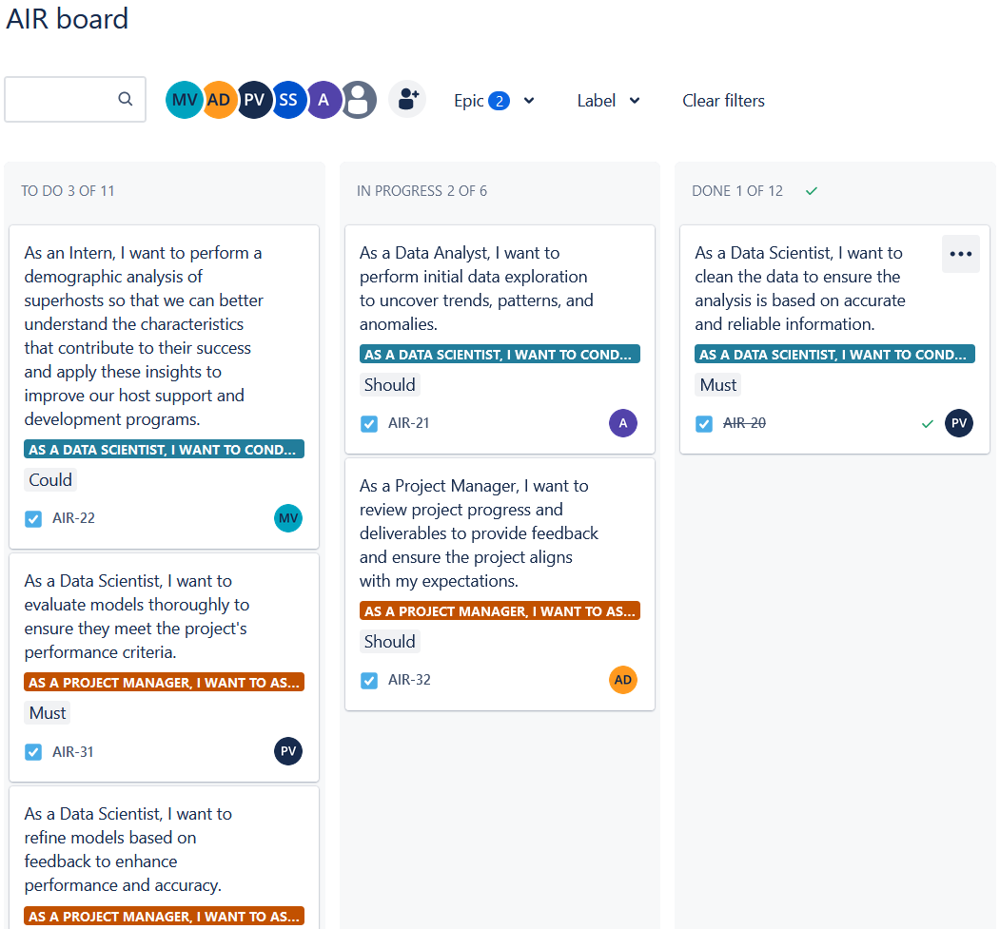 AIR board
MV AD PV SS A
Epic 2
Label
Clear filters
TO DO 3 OF 11
As an Intern, I want to perform a
demographic analysis of
superhosts so that we can better
understand the characteristics
that contribute to their success
and apply these insights to
improve our host support and
development programs.
AS A DATA SCIENTIST, I WANT TO COND...
Could
AIR-22
MV
As a Data Scientist, I want to
evaluate models thoroughly to
ensure they meet the project's
performance criteria.
AS A PROJECT MANAGER, I WANT TO AS...
Must
AIR-31
PV
As a Data Scientist, I want to
refine models based on
feedback to enhance
performance and accuracy.
AS A PROJECT MANAGER, I WANT TO AS...
IN PROGRESS 2 OF 6
As a Data Analyst, I want to
perform initial data exploration
to uncover trends, patterns, and
anomalies.
AS A DATA SCIENTIST, I WANT TO COND...
Should
AIR-21
A
As a Project Manager, I want to
review project progress and
deliverables to provide feedback
and ensure the project aligns
with my expectations.
AS A PROJECT MANAGER, I WANT TO AS...
Should
AIR-32
AD
DONE 1 OF 12
As a Data Scientist, I want to
clean the data to ensure the
analysis is based on accurate
and reliable information.
AS A DATA SCIENTIST, I WANT TO COND...
Must
AIR-20
PV